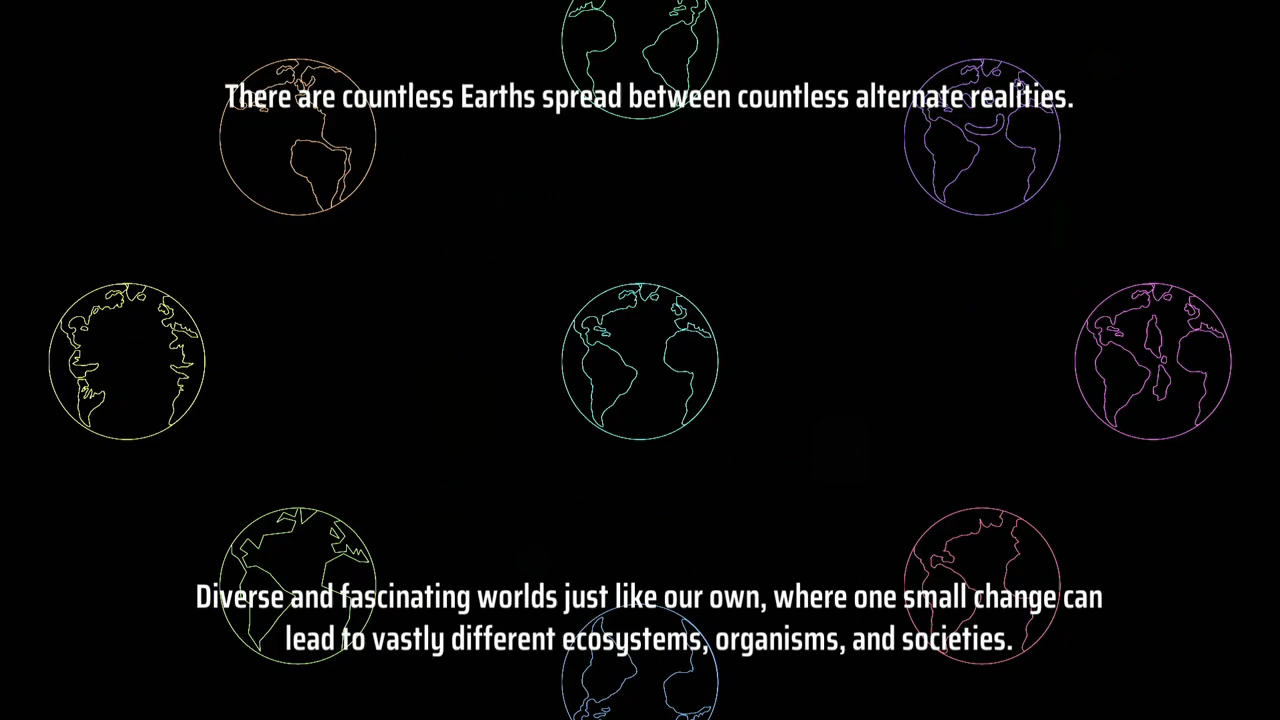 There are countless Earths spread between countless alternate realities.
Diverse and fascinating worlds just like our own, where one small change can
lead to vastly different ecosystems, organisms, and societies.